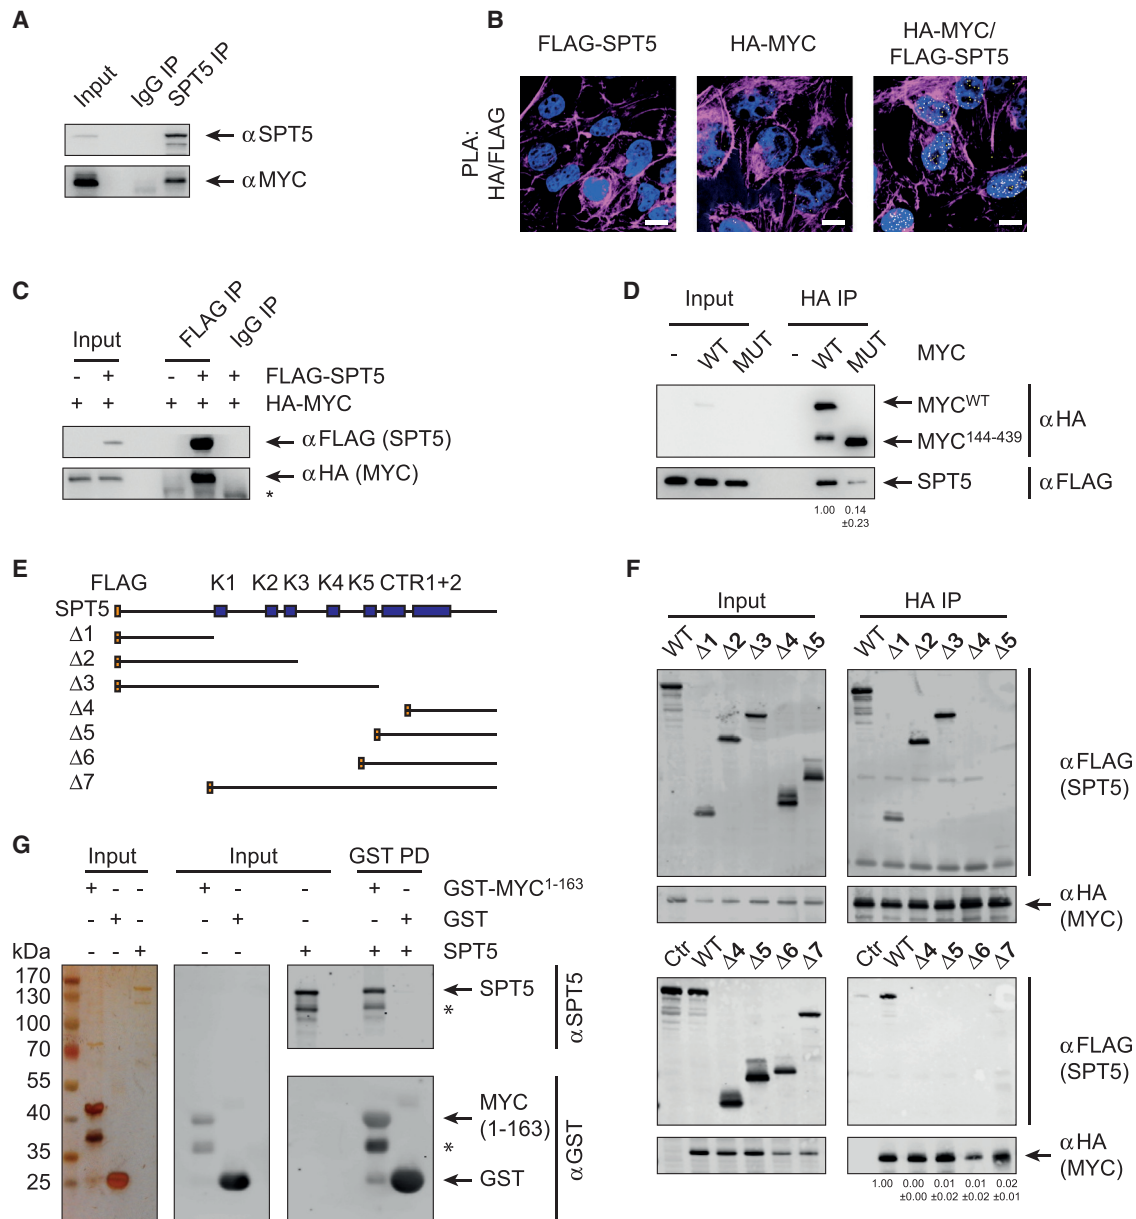 A
Input
IgG IP
SPT5 IP
αSPT5
αMYC
B
FLAG-SPT5
HA-MYC
HA-MYC/
FLAG-SPT5
PLA:
HA/FLAG
C
Input
FLAG IP
IgG IP
- + - + + FLAG-SPT5
+ + + + + HA-MYC
αFLAG (SPT5)
αHA (MYC)
*
D
Input HA IP
- WT MUT - WT MUT MYC
MYC^WT
MYC^144-439
αHA
SPT5
αFLAG
1.00 0.14
±0.23
E
FLAG K1 K2 K3 K4 K5 CTR1+2
SPT5
Δ1
Δ2
Δ3
Δ4
Δ5
Δ6
Δ7
F
Input HA IP
WT Δ1 Δ2 Δ3 Δ4 Δ5 WT Δ1 Δ2 Δ3 Δ4 Δ5
αFLAG
(SPT5)
αHA
(MYC)
Ctr WT Δ4 Δ5 Δ6 Δ7 Ctr WT Δ4 Δ5 Δ6 Δ7
αFLAG
(SPT5)
αHA
(MYC)
1.00 0.00 0.01 0.01 0.02
±0.00 ±0.02 ±0.02 ±0.01
G
Input Input GST PD
+ - - + - - + - GST-MYC^1-163
- + - - + - - + GST
kDa - - + - - + + + SPT5
170
130
100
70
55
40
35
25
SPT5
*
αSPT5
MYC
(1-163)
*
GST
αGST